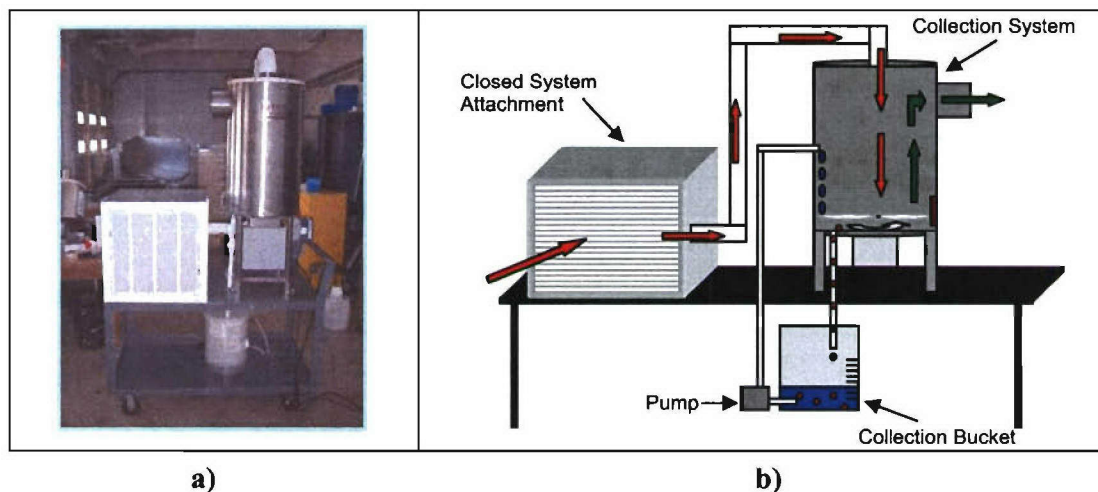 Closed System
Attachment
Collection System
Pump
Collection Bucket
a)
b)